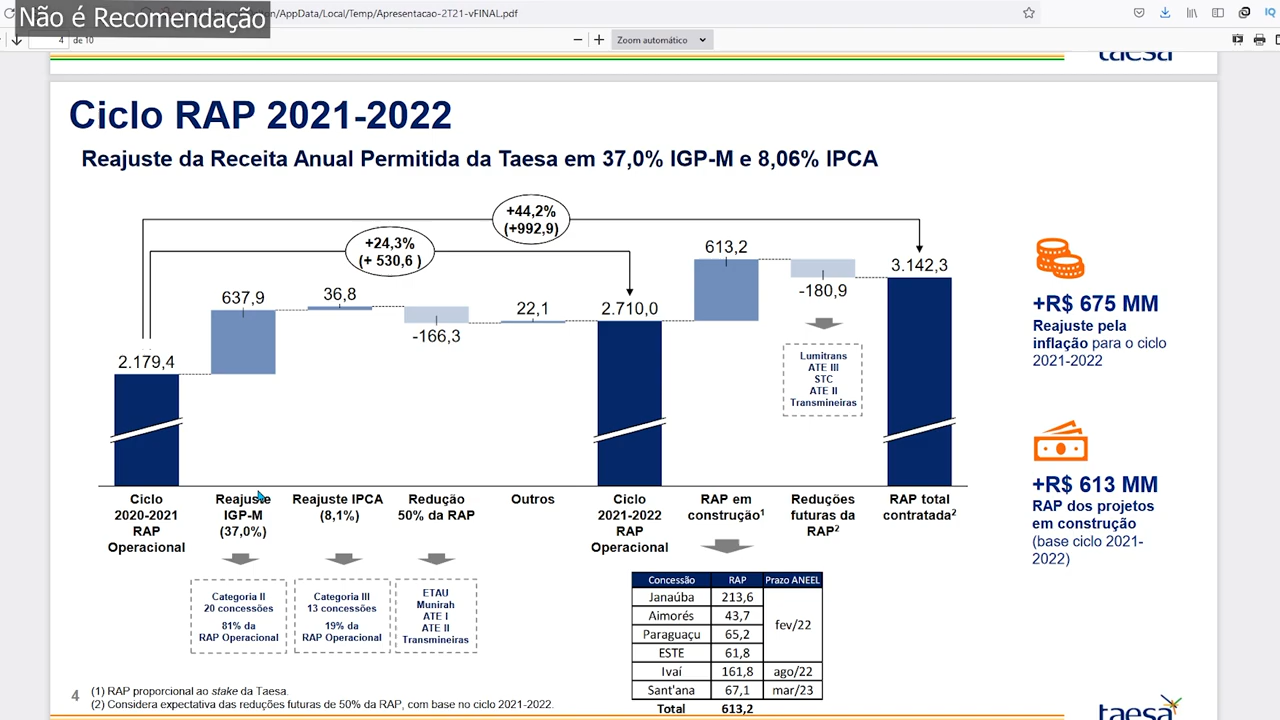 Não é Recomendação
/AppData/Local/Temp/Apresentacao-2T21-vFINAL.pdf
4 de 10
Zoom automático
taesa
Ciclo RAP 2021-2022
Reajuste da Receita Anual Permitida da Taesa em 37,0% IGP-M e 8,06% IPCA
+44,2%
(+992,9)
+24,3%
(+ 530,6 )
2.179,4
637,9
36,8
-166,3
22,1
2.710,0
613,2
-180,9
3.142,3
Lumitrans
ATE III
STC
ATE II
Transmineiras
Ciclo
2020-2021
RAP
Operacional
Reajuste
IGP-M
(37,0%)
Reajuste IPCA
(8,1%)
Redução
50% da RAP
Outros
Ciclo
2021-2022
RAP
Operacional
RAP em
construção¹
Reduções
futuras da
RAP²
RAP total
contratada²
Categoria II
20 concessões
81% da
RAP Operacional
Categoria III
13 concessões
19% da
RAP Operacional
ETAU
Munirah
ATE I
ATE II
Transmineiras
Concessão RAP Prazo ANEEL
Janaúba 213,6
Aimorés 43,7
fev/22
Paraguaçu 65,2
ESTE 61,8
Ivaí 161,8 ago/22
Sant'ana 67,1 mar/23
Total 613,2
+R$ 675 MM
Reajuste pela
inflação para o ciclo
2021-2022
+R$ 613 MM
RAP dos projetos
em construção
(base ciclo 2021-
2022)
4
(1) RAP proporcional ao stake da Taesa.
(2) Considera expectativa das reduções futuras de 50% da RAP, com base no ciclo 2021-2022.
taesa